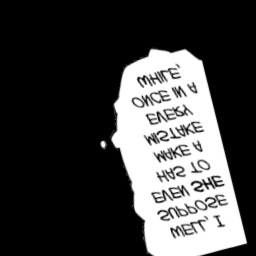 WELL, I
SUPPOSE
EVEN SHE
HAS TO
MAKE A
MISTAKE
EVERY
ONCE IN A
WHILE,